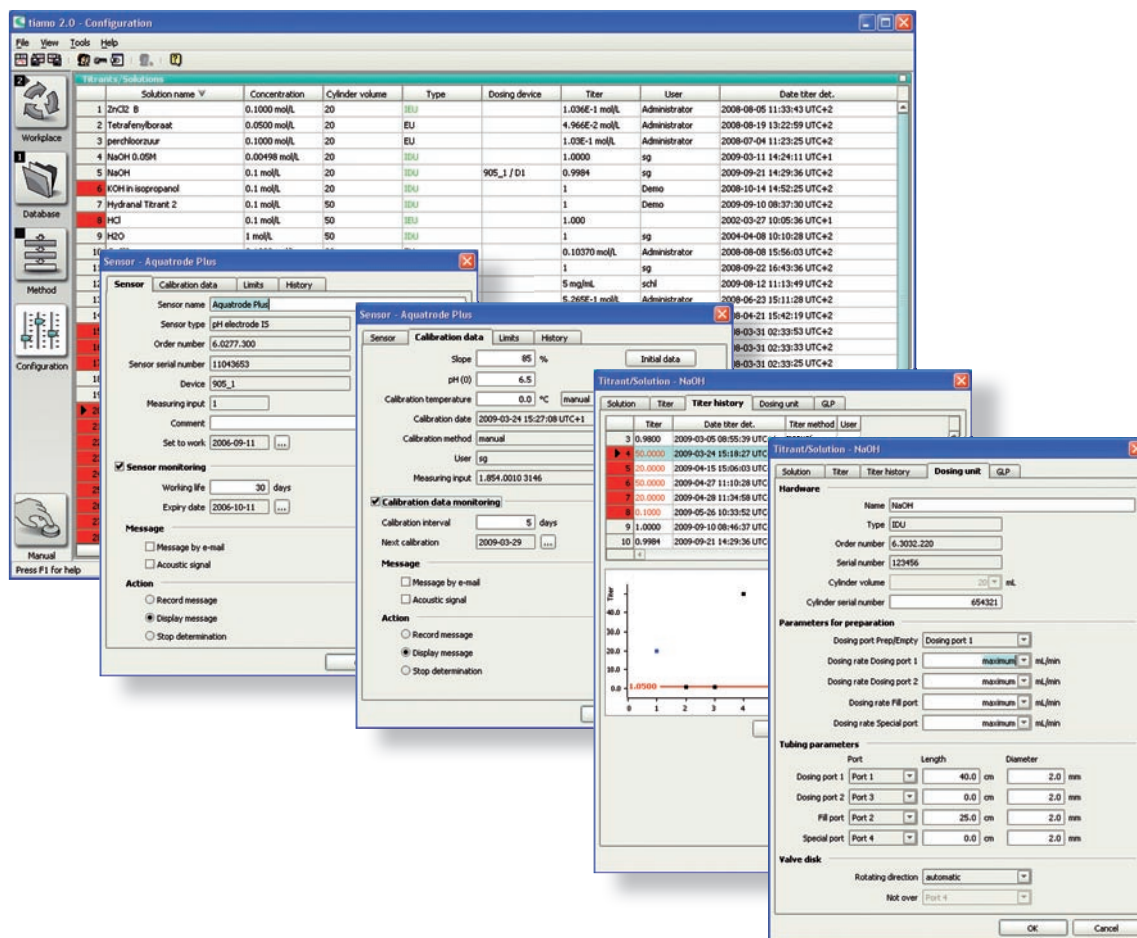 tiamo 2.0 - Configuration
File View Tools Help
Titrants/Solutions
Solution name Concentration Cylinder volume Type Dosing device Titer User Date titer det.
1 ZnCl2 B 0.1000 mol/L 20 IEU 1.036E-1 mol/L Administrator 2008-08-05 11:33:43 UTC+2
2 Tetrafenylboraat 0.0500 mol/L 20 EU 4.966E-2 mol/L Administrator 2008-08-19 13:22:59 UTC+2
3 perchloorzuur 0.1000 mol/L 20 EU 1.03E-1 mol/L Administrator 2008-07-04 11:23:25 UTC+2
4 NaOH 0.05M 0.00498 mol/L 20 IDU 1.0000 sg 2009-03-11 14:24:11 UTC+1
5 NaOH 0.1 mol/L 20 IDU 905_1 / D1 0.9984 sg 2009-09-21 14:29:36 UTC+2
6 KOH in isopropanol 0.1 mol/L 20 IDU 1 Demo 2008-10-14 14:52:25 UTC+2
7 Hydranal Titrant 2 0.1 mol/L 50 IDU 1 Demo 2009-09-10 08:37:30 UTC+2
8 HCl 0.1 mol/L 50 IEU 1.000 2002-03-27 10:05:36 UTC+1
9 H2O 1 mol/L 50 IDU 1 sg 2004-04-08 10:10:28 UTC+2
0.10370 mol/L Administrator 2008-08-08 15:56:03 UTC+2
1 sg 2008-09-22 16:43:36 UTC+2
5 mg/mL schl 2009-08-12 11:13:49 UTC+2
5.265E-1 mol/L Administrator 2008-06-23 15:11:28 UTC+2
-04-21 15:42:19 UTC+2
-03-31 02:33:53 UTC+2
-03-31 02:33:33 UTC+2
-03-31 02:33:25 UTC+2
2
Workplace
1
Database
Method
Configuration
Manual
Press F1 for help
Sensor - Aquatrode Plus
Sensor Calibration data Limits History
Sensor name Aquatrode Plus
Sensor type pH electrode IS
Order number 6.0277.300
Sensor serial number 11043653
Device 905_1
Measuring input 1
Comment
Set to work 2006-09-11 ...
Sensor monitoring
Working life 30 days
Expiry date 2006-10-11 ...
Message
Message by e-mail
Acoustic signal
Action
Record message
Display message
Stop determination
Sensor - Aquatrode Plus
Sensor Calibration data Limits History
Slope 85 % Initial data
pH (0) 6.5
Calibration temperature 0.0 °C manual
Calibration date 2009-03-24 15:27:08 UTC+1
Calibration method manual
User sg
Measuring input 1.854.0010 3146
Calibration data monitoring
Calibration interval 5 days
Next calibration 2009-03-29 ...
Message
Message by e-mail
Acoustic signal
Action
Record message
Display message
Stop determination
Titrant/Solution - NaOH
Solution Titer Titer history Dosing unit GLP
Titer Date titer det. Titer method User
3 0.9800 2009-03-05 08:55:39 UTC
4 50.0000 2009-03-24 15:18:27 UTC
5 20.0000 2009-04-15 15:06:03 UTC
6 50.0000 2009-04-27 11:10:28 UTC
7 20.0000 2009-04-28 11:34:58 UTC
8 0.1000 2009-05-26 10:33:52 UTC
9 1.0000 2009-09-10 08:46:37 UTC
10 0.9984 2009-09-21 14:29:36 UTC
Titer
40.0
30.0
20.0
10.0
0.0 1.0500
0 1 2 3 4
Titrant/Solution - NaOH
Solution Titer Titer history Dosing unit GLP
Hardware
Name NaOH
Type IDU
Order number 6.3032.220
Serial number 123456
Cylinder volume 20 mL
Cylinder serial number 654321
Parameters for preparation
Dosing port Prep/Empty Dosing port 1
Dosing rate Dosing port 1 maximum mL/min
Dosing rate Dosing port 2 maximum mL/min
Dosing rate Fill port maximum mL/min
Dosing rate Special port maximum mL/min
Tubing parameters
Port Length Diameter
Dosing port 1 Port 1 40.0 cm 2.0 mm
Dosing port 2 Port 3 0.0 cm 2.0 mm
Fill port Port 2 25.0 cm 2.0 mm
Special port Port 4 0.0 cm 2.0 mm
Valve disk
Rotating direction automatic
Not over Port 4
OK Cancel